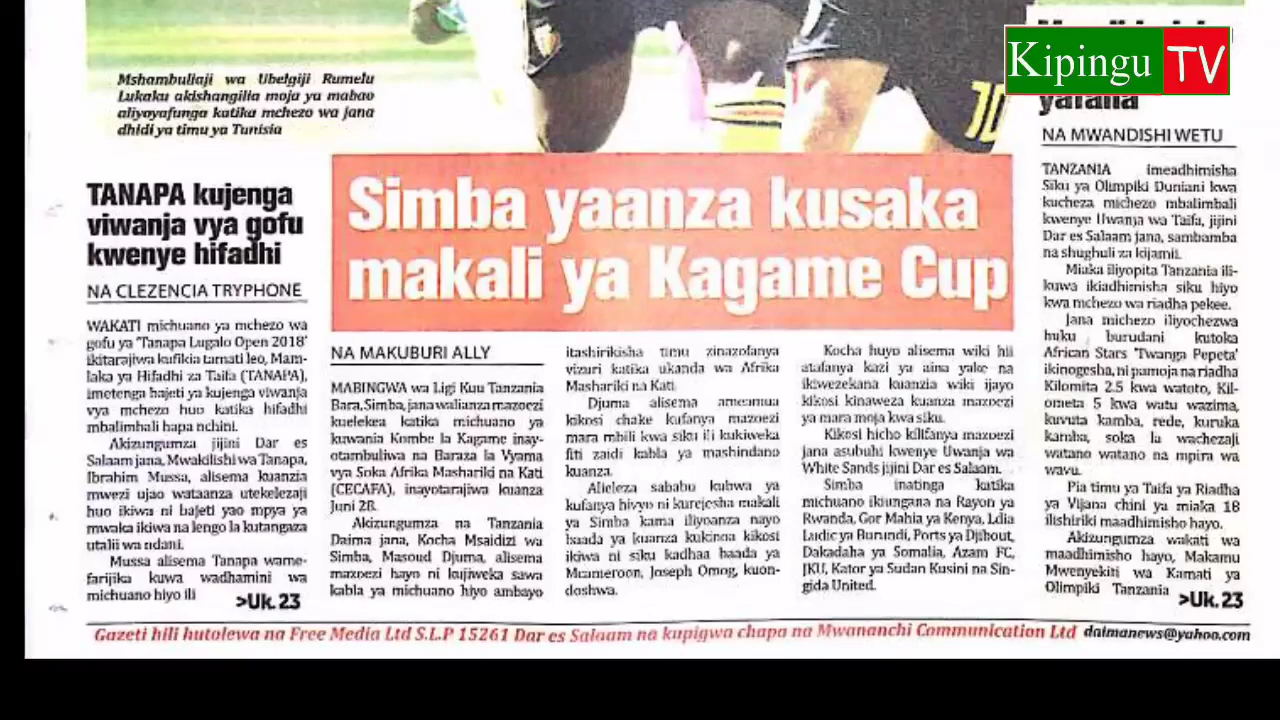 Kipingu TV
Mshambuliaji wa Ubelgiji Rumelu
Lukaku akishangilia moja ya mabao
aliyoyafunga katika mchezo wa jana
dhidi ya timu ya Tunisia
TANAPA kujenga
viwanja vya gofu
kwenye hifadhi
NA CLEZENCIA TRYPHONE
WAKATI michuano ya mchezo wa
gofu ya 'Tanapa Lugalo Open 2018'
ikitarajiwa kufikia tamati leo, Mam-
laka ya Hifadhi za Taifa (TANAPA),
imetenga bajeti ya kujenga viwanja
vya mchezo huo katika hifadhi
mbalimbali hapa nchini.
Akizungumza jijini Dar es
Salaam jana, Mwakilishi wa Tanapa,
Ibrahim Mussa, alisema kuanzia
mwezi ujao wataanza utekelezaji
huo ikiwa ni bajeti yao mpya ya
mwaka ikiwa na lengo la kutangaza
utalii wa ndani.
Mussa alisema Tanapa wame-
farijika kuwa wadhamini wa
michuano hiyo ili
>Uk. 23
Simba yaanza kusaka
makali ya Kagame Cup
NA MAKUBURI ALLY
MABINGWA wa Ligi Kuu Tanzania
Bara, Simba, jana walianza mazoezi
kuelekea katika michuano ya
kuwania Kombe la Kagame inay-
otambuliwa na Baraza la Vyama
vya Soka Afrika Mashariki na Kati
(CECAFA), inayotarajiwa kuanza
Juni 28.
Akizungumza na Tanzania
Daima jana, Kocha Msaidizi wa
Simba, Masoud Djuma, alisema
mazoezi hayo ni kujiweka sawa
kabla ya michuano hiyo ambayo
itashirikisha timu zinazofanya
vizuri katika ukanda wa Afrika
Mashariki na Kati.
Djuma alisema ameamua
kikosi chake kufanya mazoezi
mara mbili kwa siku ili kukiweka
fiti zaidi kabla ya mashindano
kuanza.
Alieleza sababu kubwa ya
kufanya hivyo ni kurejesha makali
ya Simba kama iliyoanza nayo
baada ya kuanza kukinoa kikosi
ikiwa ni siku kadhaa baada ya
Mcameroon, Joseph Omog, kuon-
doshwa.
Kocha huyo alisema wiki hii
atafanya kazi ya aina yake na
ikiwezekana kuanzia wiki ijayo
kikosi kinaweza kuanza mazoezi
ya mara moja kwa siku.
Kikosi hicho kilifanya mazoezi
jana asubuhi kwenye Uwanja wa
White Sands jijini Dar es Salaam.
Simba inatinga katika
michuano ikiungana na Rayon ya
Rwanda, Gor Mahia ya Kenya, Ldia
Ludic ya Burundi, Ports ya Djibout,
Dakadaha ya Somalia, Azam FC,
JKU, Kator ya Sudan Kusini na Sin-
gida United.
yafana
NA MWANDISHI WETU
TANZANIA imeadhimisha
Siku ya Olimpiki Duniani kwa
kucheza michezo mbalimbali
kwenye Uwanja wa Taifa, jijini
Dar es Salaam jana, sambamba
na shughuli za kijamii.
Miaka iliyopita Tanzania ili-
kuwa ikiadhimisha siku hiyo
kwa mchezo wa riadha pekee.
Jana michezo iliyochezwa
huku burudani kutoka
African Stars 'Twanga Pepeta'
ikinogesha, ni pamoja na riadha
Kilomita 2.5 kwa watoto, Kil-
ometa 5 kwa watu wazima,
kuvuta kamba, rede, kuruka
kamba, soka la wachezaji
watano watano na mpira wa
wavu.
Pia timu ya Taifa ya Riadha
ya Vijana chini ya miaka 18
ilishiriki maadhimisho hayo.
Akizungumza wakati wa
maadhimisho hayo, Makamu
Mwenyekiti wa Kamati ya
Olimpiki Tanzania
>Uk. 23
Gazeti hili hutolewa na Free Media Ltd S.L.P 15261 Dar es Salaam na kupigwa chapa na Mwananchi Communication Ltd daimanews@yahoo.com